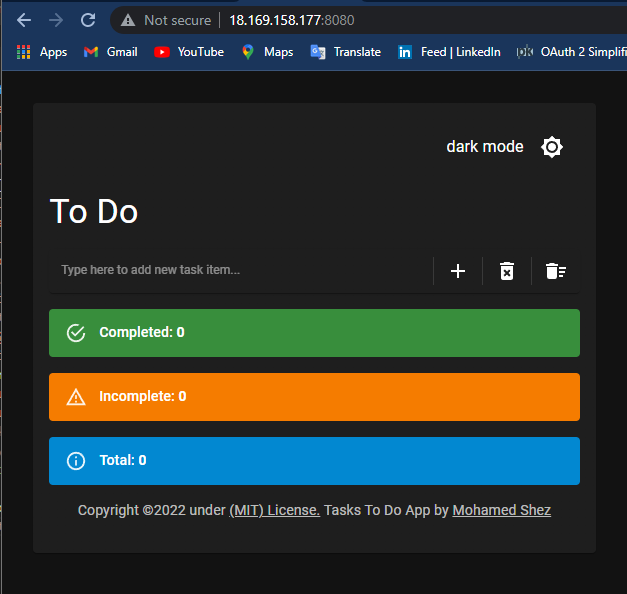 Not secure 18.169.158.177:8080
Apps Gmail YouTube Maps Translate Feed | LinkedIn OAuth 2 Simplifi
dark mode
To Do
Type here to add new task item...
Completed: 0
Incomplete: 0
Total: 0
Copyright ©2022 under (MIT) License. Tasks To Do App by Mohamed Shez